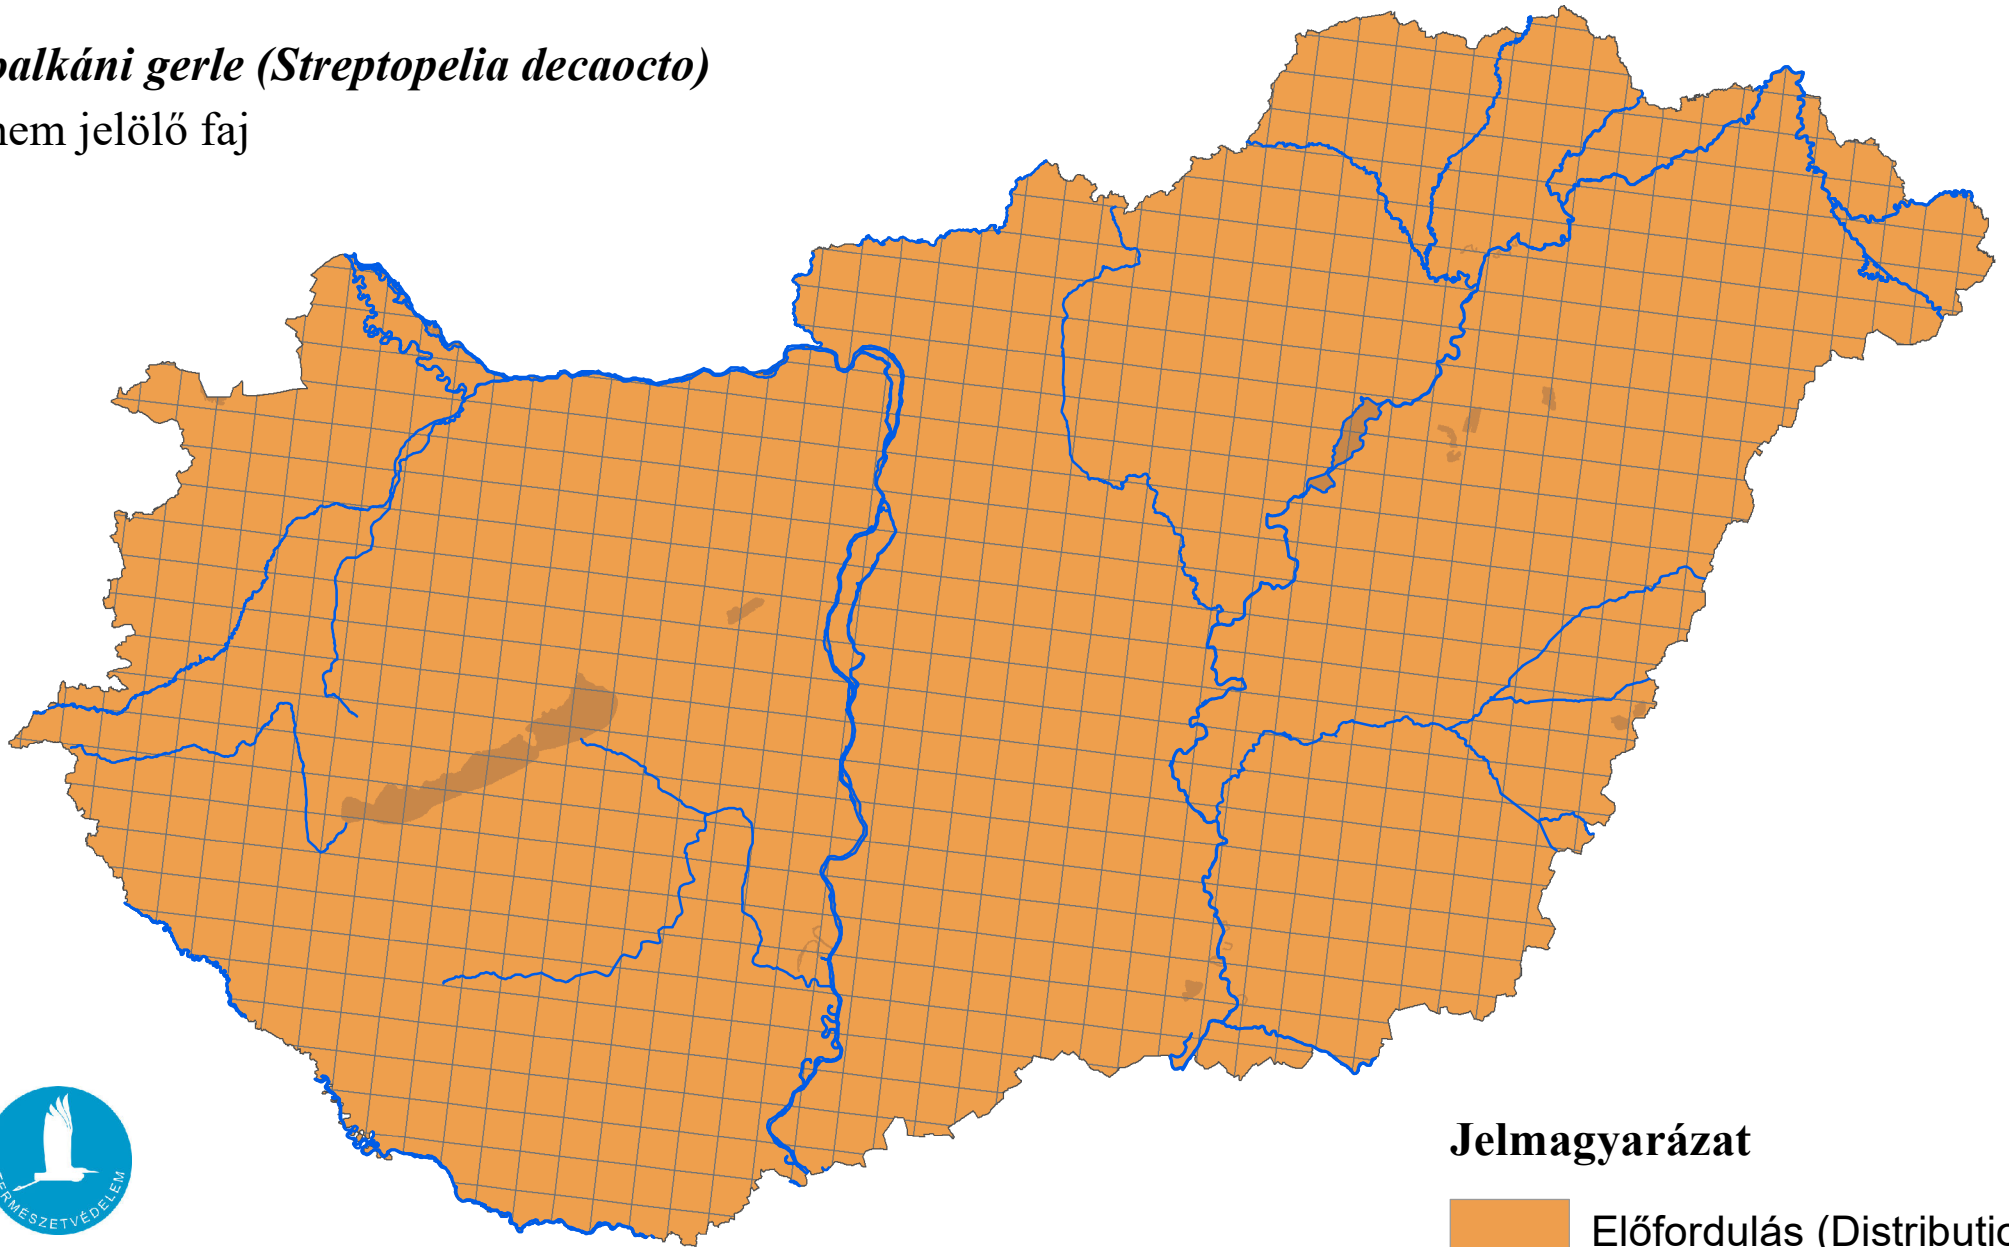 balkáni gerle (Streptopelia decaocto)
nem jelölő faj
Jelmagyarázat
Előfordulás (Distributio
TERMÉSZETVÉDELEM